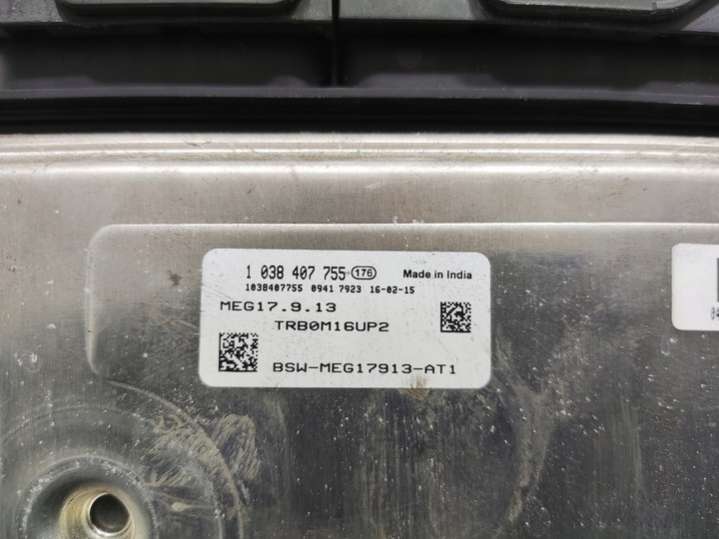 1 038 407 755 176 Made in India
1038407755 0941 7923 16-02-15
MEG17.9.13
TRB0M16UP2
BSW-MEG17913-AT1